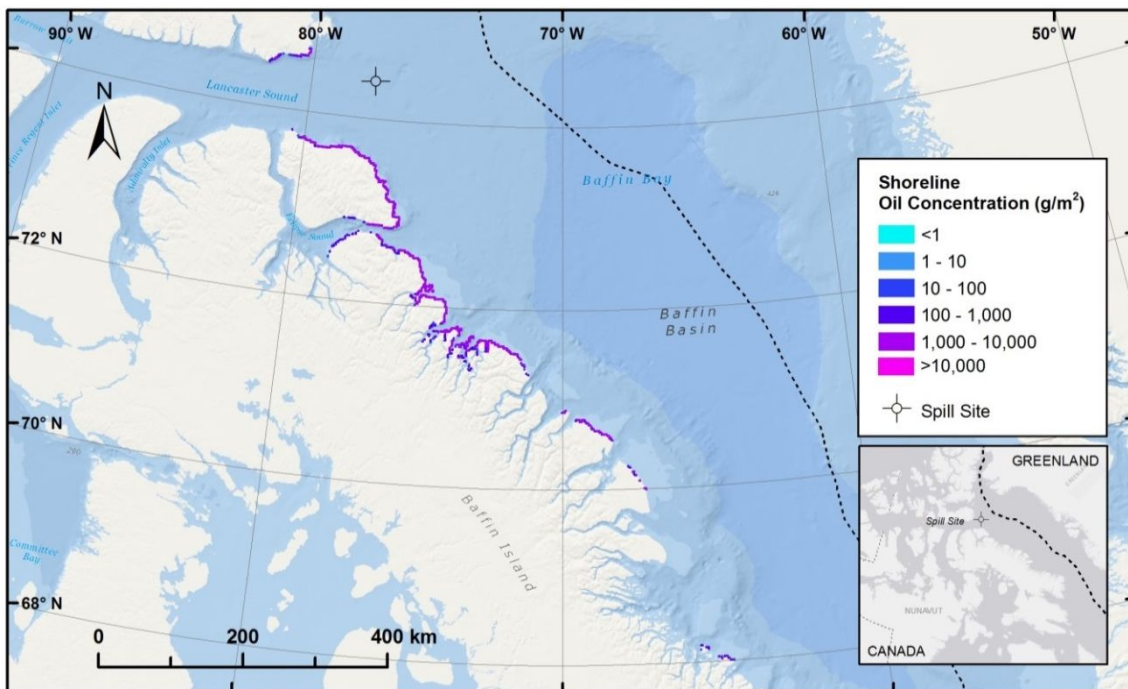 90° W
80° W
70° W
60° W
50° W
Lancaster Sound
N
Admiralty Inlet
Baffin Bay
72° N
Baffin
Basin
70° N
Baffin Island
Committee
Bay
68° N
0 200 400 km
Shoreline
Oil Concentration (g/m²)
<1
1 - 10
10 - 100
100 - 1,000
1,000 - 10,000
>10,000
Spill Site
GREENLAND
Spill Site
NUNAVUT
CANADA